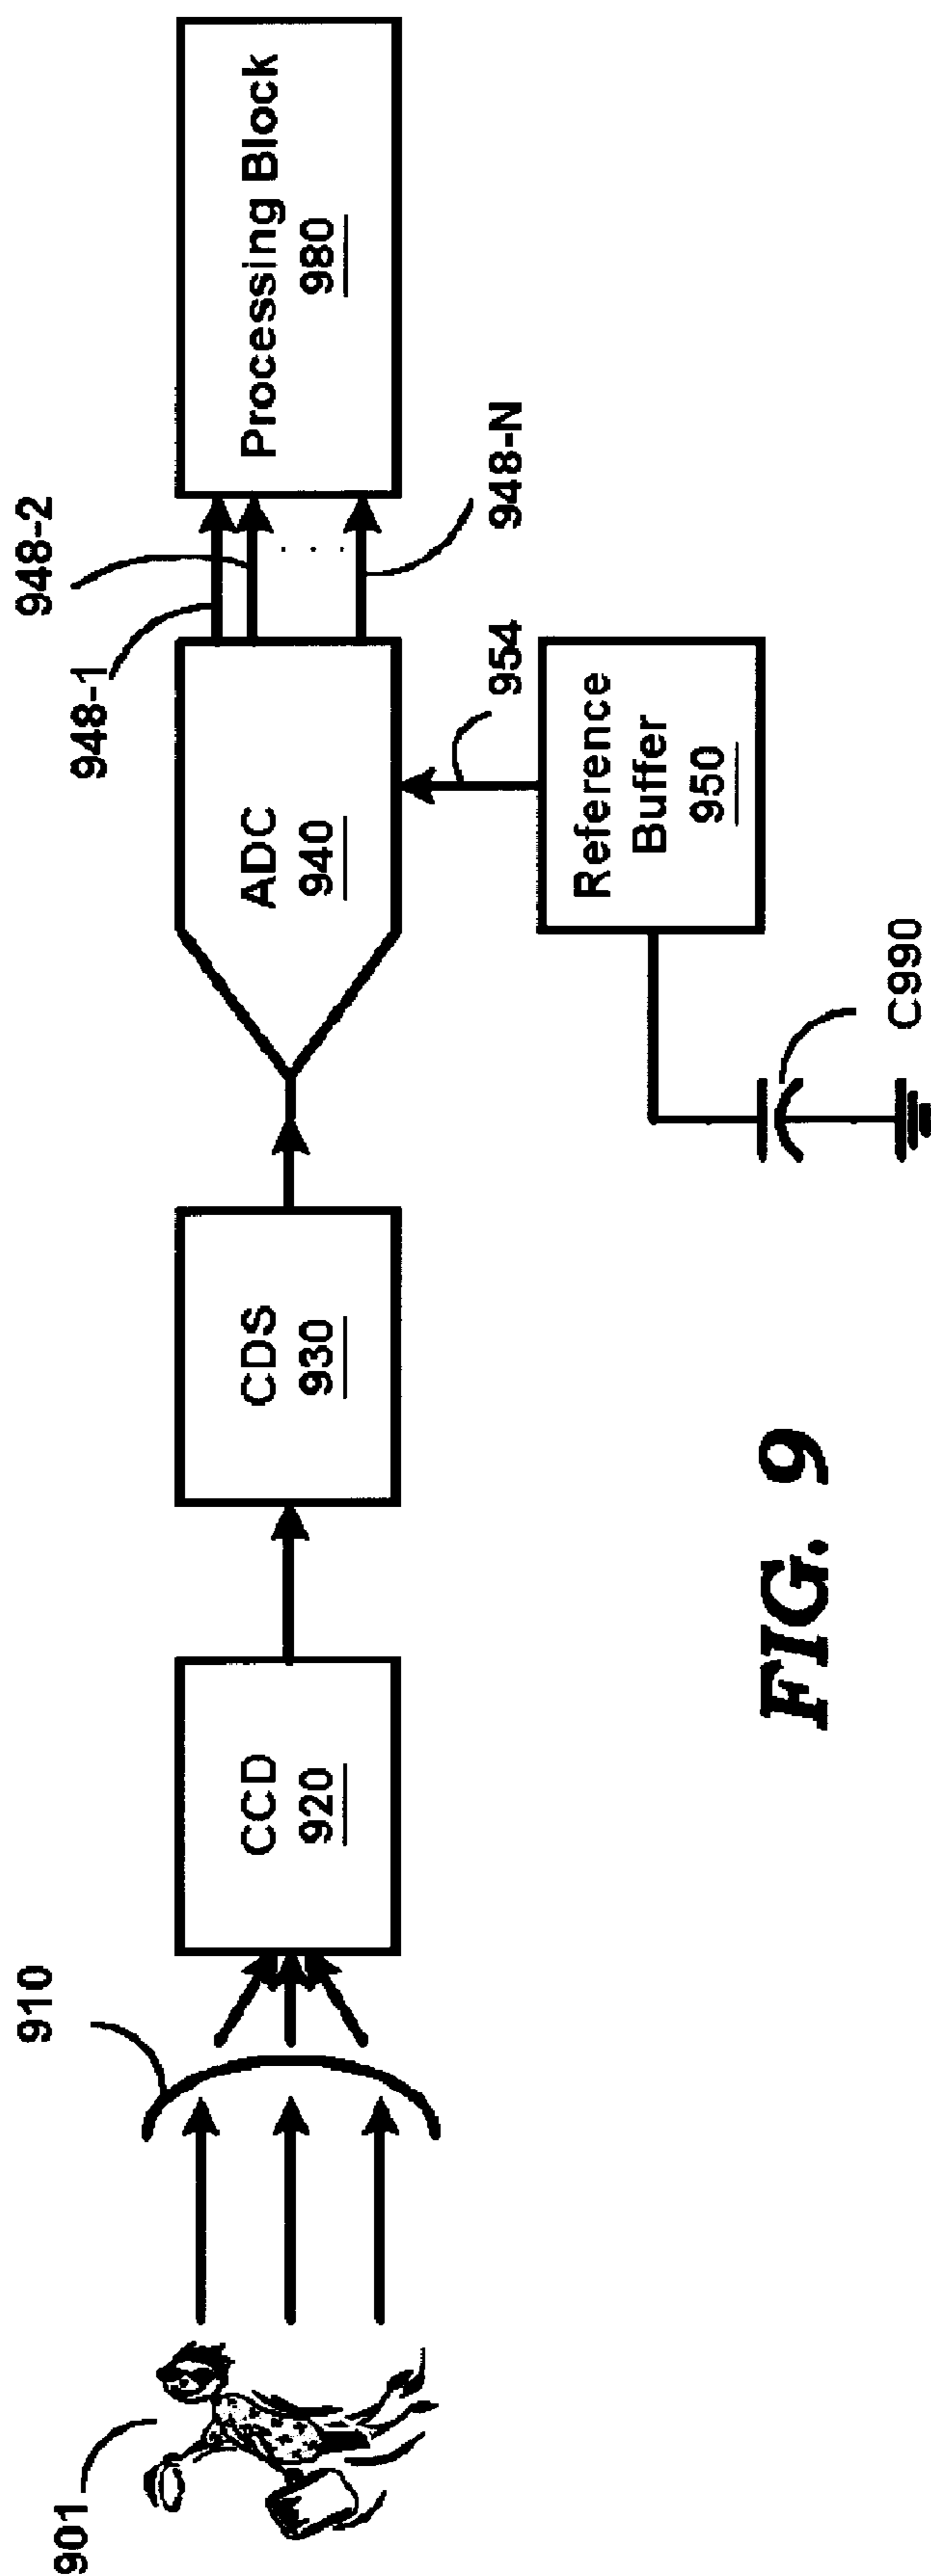 901
910
CCD
920
CDS
930
ADC
940
948-1
948-2
948-N
Processing Block
980
954
Reference
Buffer
950
C990
FIG. 9